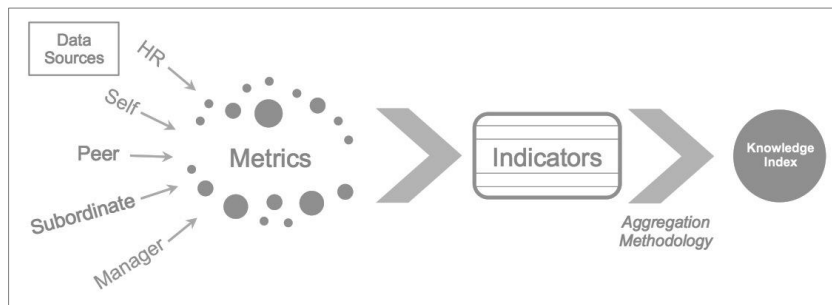 Data
Sources
HR
Self
Peer
Subordinate
Manager
Metrics
Indicators
Aggregation
Methodology
Knowledge
Index